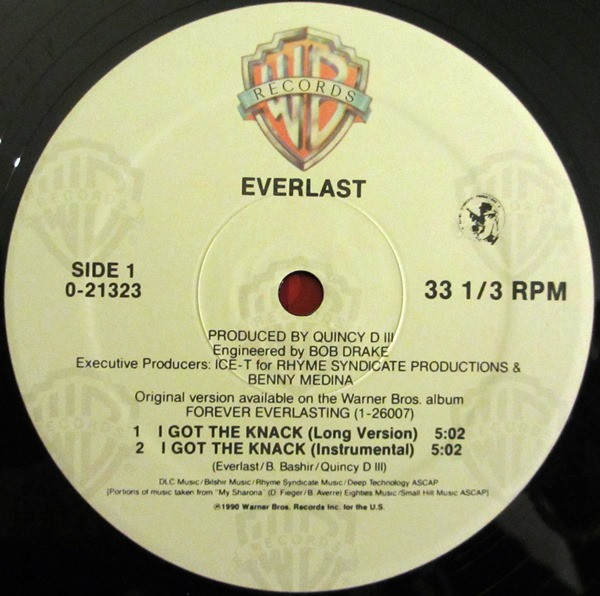 RECORDS
EVERLAST
SIDE 1
0-21323
33 1/3 RPM
PRODUCED BY QUINCY D III
Engineered by BOB DRAKE
Executive Producers: ICE-T for RHYME SYNDICATE PRODUCTIONS &
BENNY MEDINA
Original version available on the Warner Bros. album
FOREVER EVERLASTING (1-26007)
1 I GOT THE KNACK (Long Version) 5:02
2 I GOT THE KNACK (Instrumental) 5:02
(Everlast/B. Bashir/Quincy D III)
DLC Music/Bilshir Music/Rhyme Syndicate Music/Deep Technology ASCAP
[Portions of music taken from "My Sharona" (D. Fieger/B. Averre) Eighties Music/Small Hill Music ASCAP]
℗1990 Warner Bros. Records Inc. for the U.S.